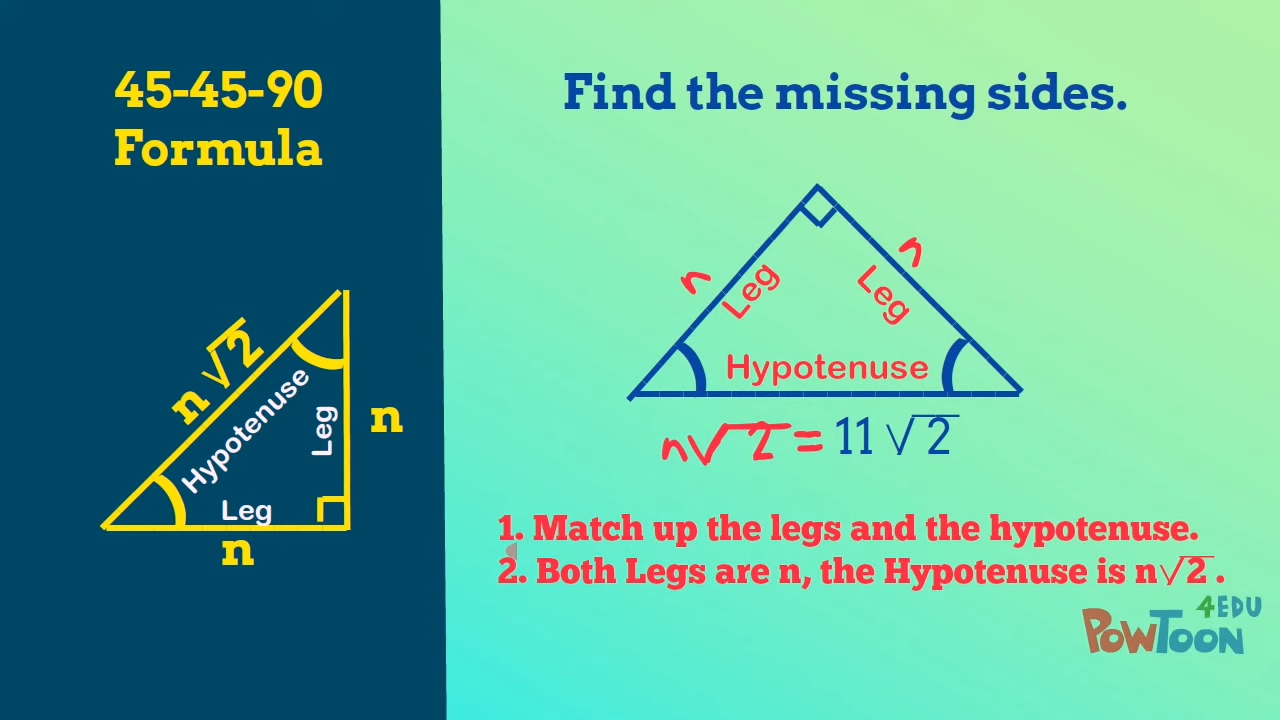 45-45-90
Formula
n √2
Hypotenuse
Leg
n
Leg
n
Find the missing sides.
n
Leg
n
Leg
Hypotenuse
n√2 = 11 √2
1. Match up the legs and the hypotenuse.
2. Both Legs are n, the Hypotenuse is n√2 .
4EDU
POWTOON